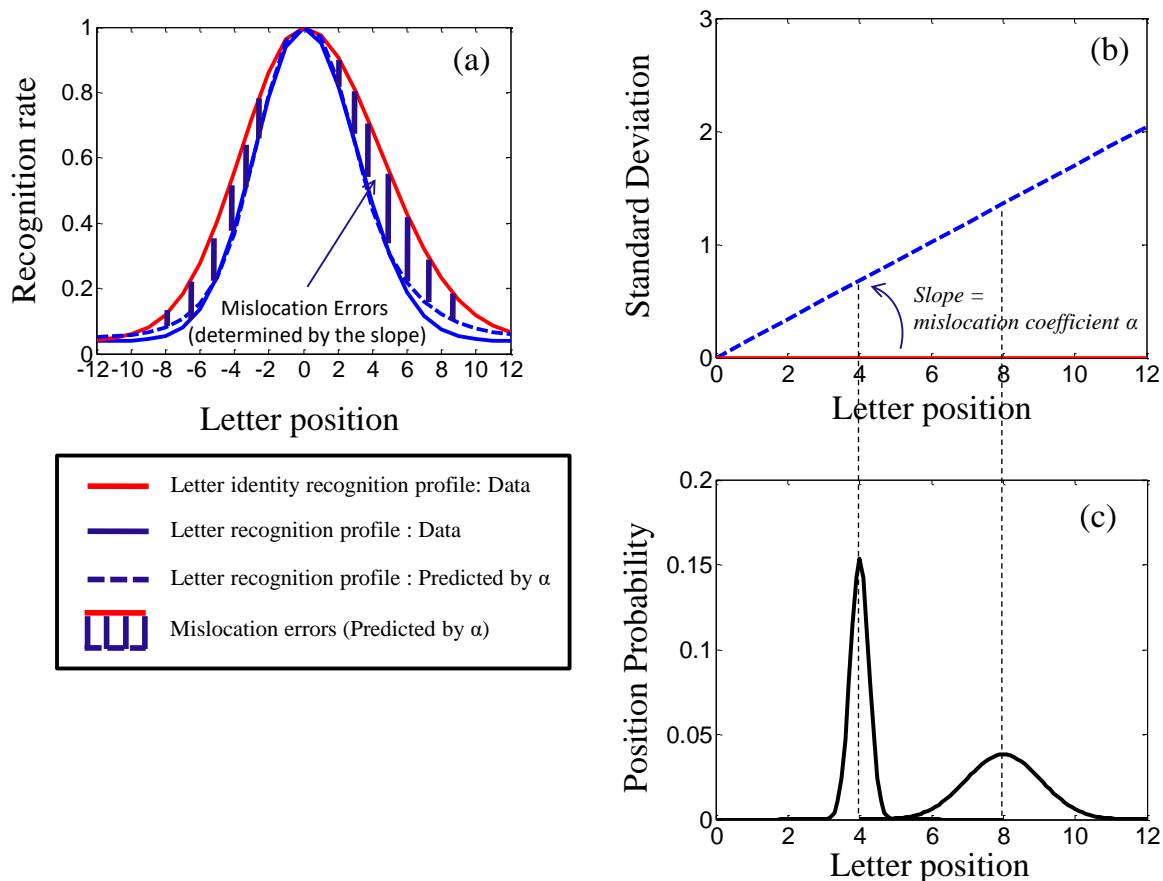 (a)
Recognition rate
1
0.8
0.6
0.4
0.2
0
Mislocation Errors
(determined by the slope)
-12 -10 -8 -6 -4 -2 0 2 4 6 8 10 12
Letter position
Letter identity recognition profile: Data
Letter recognition profile : Data
Letter recognition profile : Predicted by α
Mislocation errors (Predicted by α)
(b)
Standard Deviation
3
2
1
0
Slope =
mislocation coefficient α
0 2 4 6 8 10 12
Letter position
(c)
Position Probability
0.2
0.15
0.1
0.05
0
0 2 4 6 8 10 12
Letter position